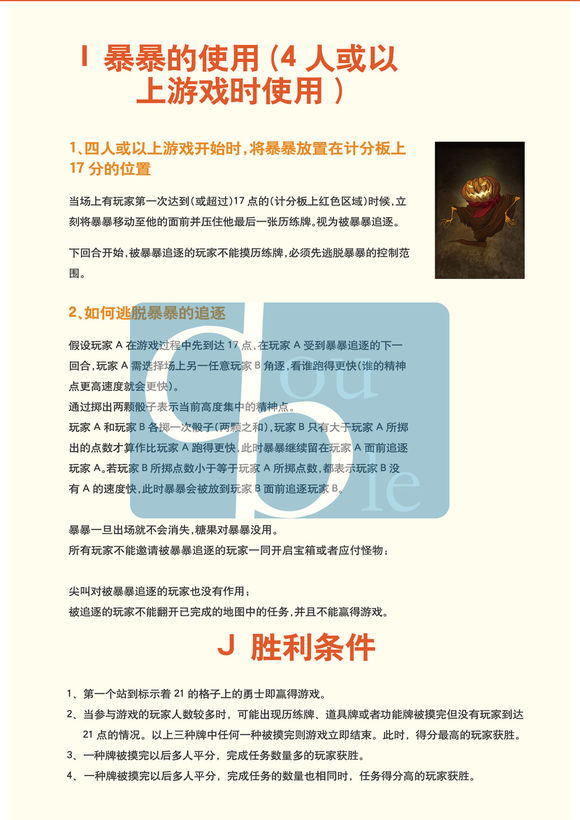 I 暴暴的使用（4 人或以
上游戏时使用 ）
1、四人或以上游戏开始时，将暴暴放置在计分板上
17 分的位置
当场上有玩家第一次达到（或超过）17 点的（计分板上红色区域）时候，立
刻将暴暴移动至他的面前并压住他最后一张历练牌。视为被暴暴追逐。
下回合开始，被暴暴追逐的玩家不能摸历练牌，必须先逃脱暴暴的控制范
围。
2、如何逃脱暴暴的追逐
假设玩家 A 在游戏过程中先到达 17 点，在玩家 A 受到暴暴追逐的下一
回合，玩家 A 需选择场上另一任意玩家 B 角逐，看谁跑得更快（谁的精神
点更高速度就会更快）。
通过掷出两颗骰子表示当前高度集中的精神点。
玩家 A 和玩家 B 各掷一次骰子（两颗之和），玩家 B 只有大于玩家 A 所掷
出的点数才算作比玩家 A 跑得更快，此时暴暴继续留在玩家 A 面前追逐
玩家 A。若玩家 B 所掷点数小于等于玩家 A 所掷点数，都表示玩家 B 没
有 A 的速度快，此时暴暴会被放到玩家 B 面前追逐玩家 B。
double
暴暴一旦出场就不会消失，糖果对暴暴没用。
所有玩家不能邀请被暴暴追逐的玩家一同开启宝箱或者应付怪物；
尖叫对被暴暴追逐的玩家也没有作用；
被追逐的玩家不能翻开已完成的地图中的任务，并且不能赢得游戏。
J 胜利条件
1、 第一个站到标示着 21 的格子上的勇士即赢得游戏。
2、 当参与游戏的玩家人数较多时，可能出现历练牌、道具牌或者功能牌被摸完但没有玩家到达
21 点的情况。以上三种牌中任何一种被摸完则游戏立即结束。此时，得分最高的玩家获胜。
3、 一种牌被摸完以后多人平分，完成任务数量多的玩家获胜。
4、 一种牌被摸完以后多人平分，完成任务的数量也相同时，任务得分高的玩家获胜。